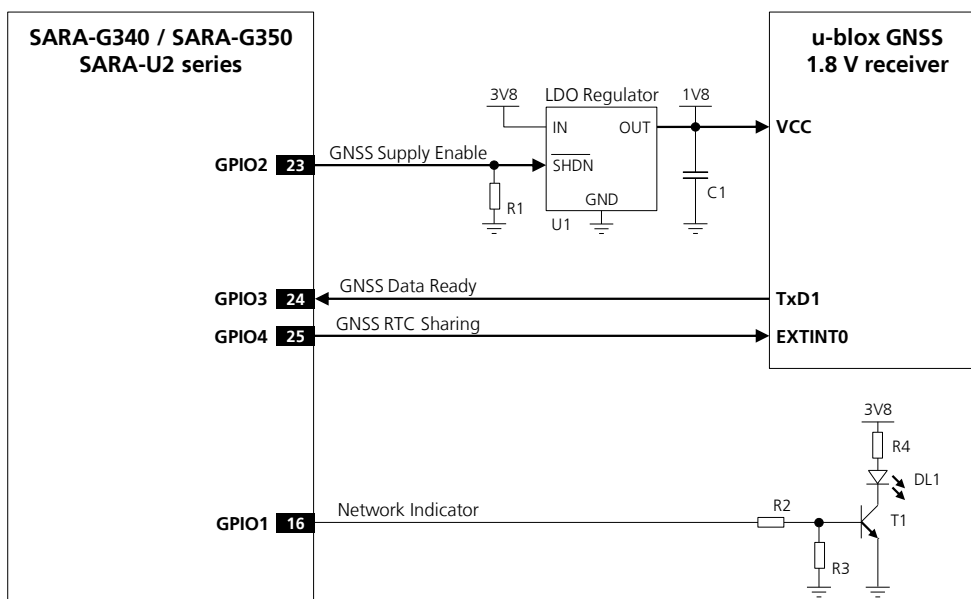 SARA-G340 / SARA-G350
SARA-U2 series
u-blox GNSS
1.8 V receiver
3V8
LDO Regulator
1V8
IN
OUT
VCC
GPIO2 23
GNSS Supply Enable
SHDN
GND
R1
U1
C1
GPIO3 24
GNSS Data Ready
TxD1
GPIO4 25
GNSS RTC Sharing
EXTINT0
3V8
R4
DL1
GPIO1 16
Network Indicator
R2
T1
R3